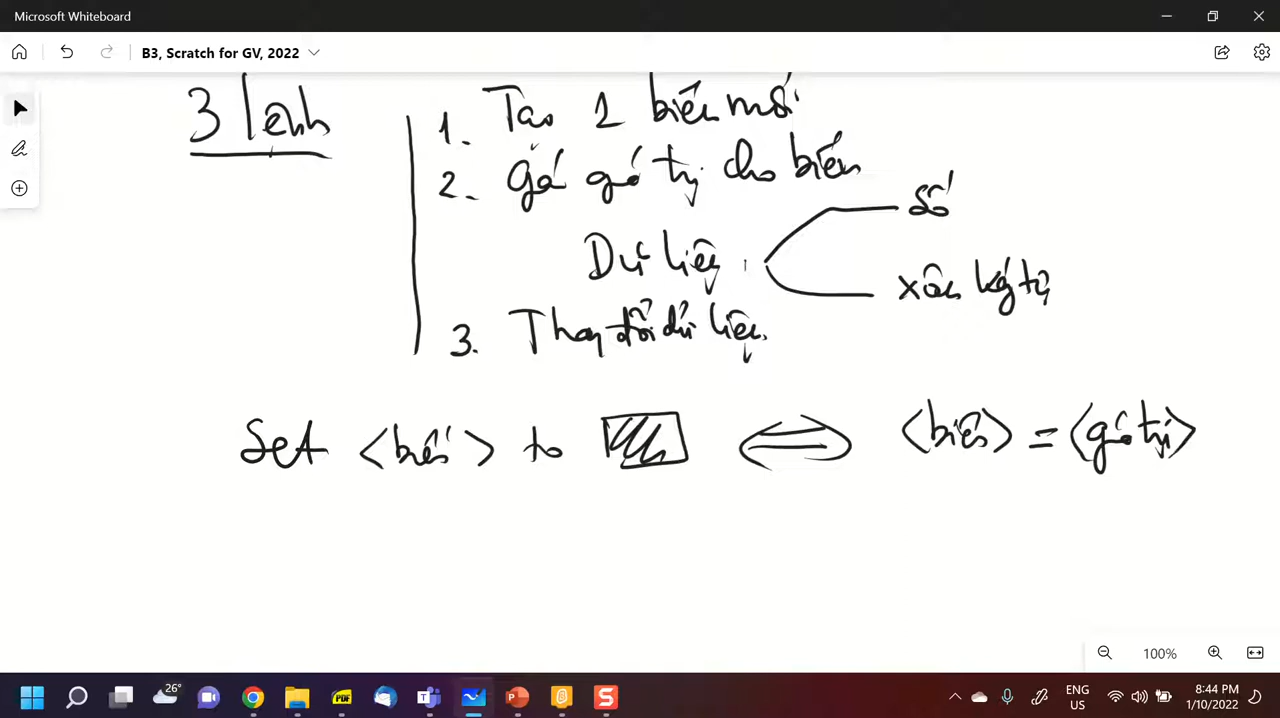 Microsoft Whiteboard
B3, Scratch for GV, 2022
3 lệnh
1. Tạo 1 biến mới
2. Gá giá trị cho biến
Dữ liệu
Số
xâu ký tự
3. Thay đổi dữ liệu.
Set <biến> to
<biến> = <giá trị>
100%
26°
ENG
US
8:44 PM
1/10/2022